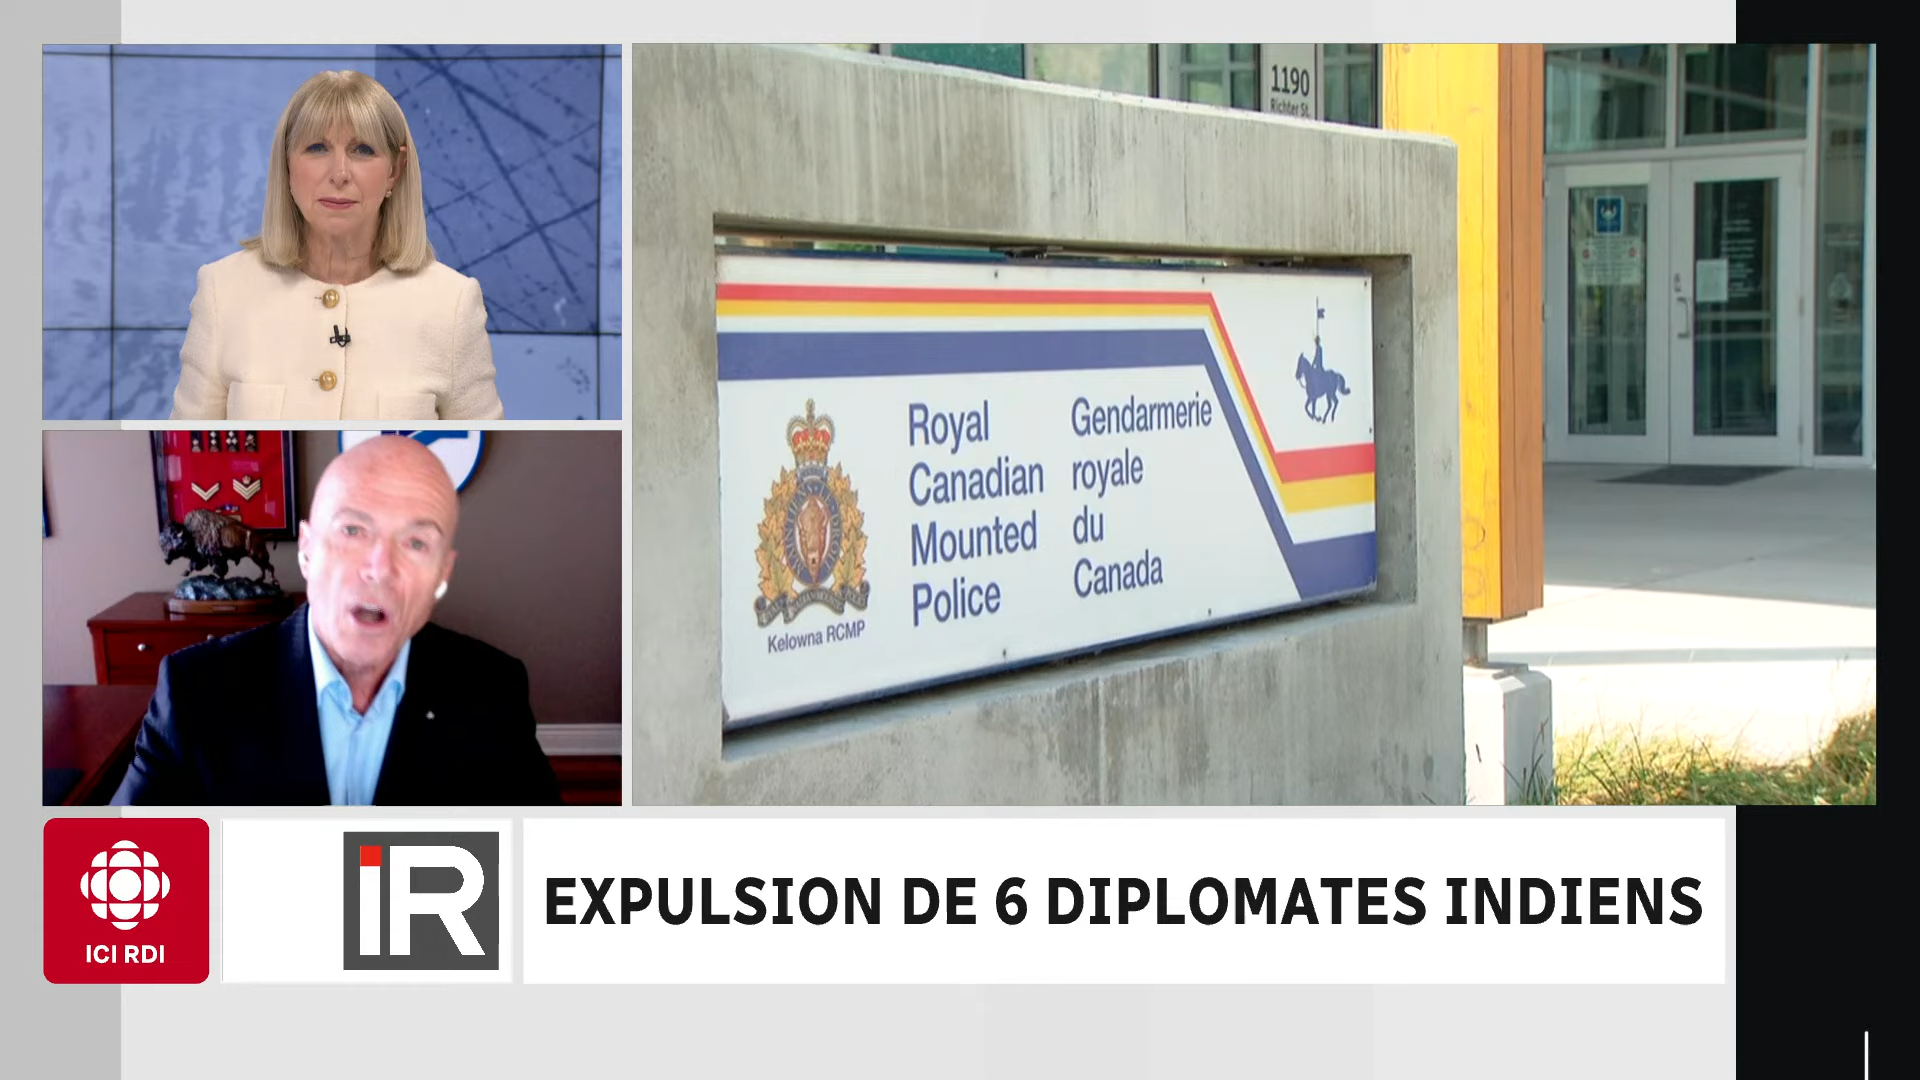 1190
Richter St.
Royal
Canadian
Mounted
Police
Gendarmerie
royale
du
Canada
Kelowna RCMP
ICI RDI
iR
EXPULSION DE 6 DIPLOMATES INDIENS